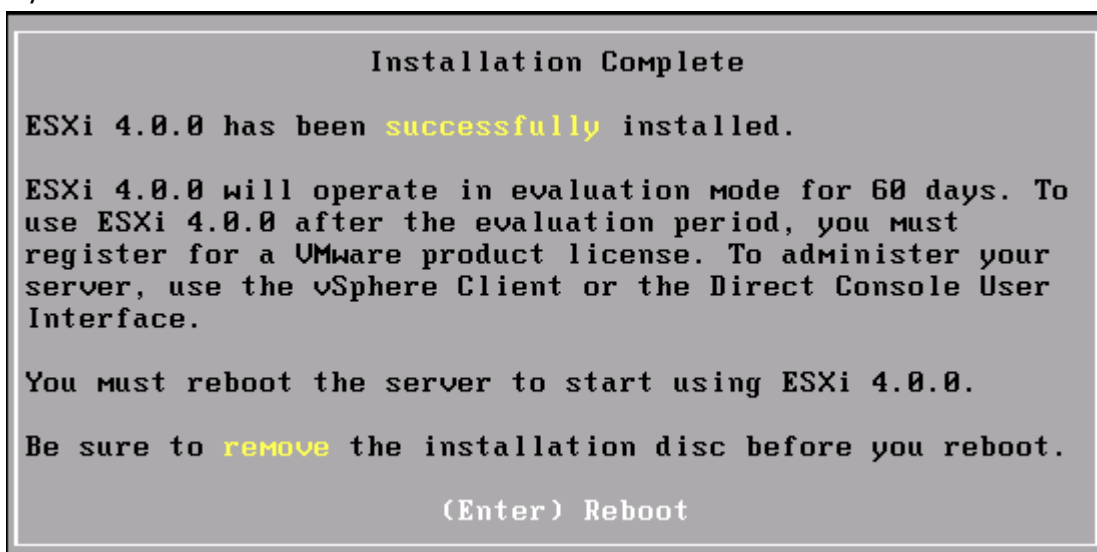 Installation Complete
ESXi 4.0.0 has been successfully installed.
ESXi 4.0.0 will operate in evaluation mode for 60 days. To
use ESXi 4.0.0 after the evaluation period, you must
register for a VMware product license. To administer your
server, use the vSphere Client or the Direct Console User
Interface.
You must reboot the server to start using ESXi 4.0.0.
Be sure to remove the installation disc before you reboot.
(Enter) Reboot